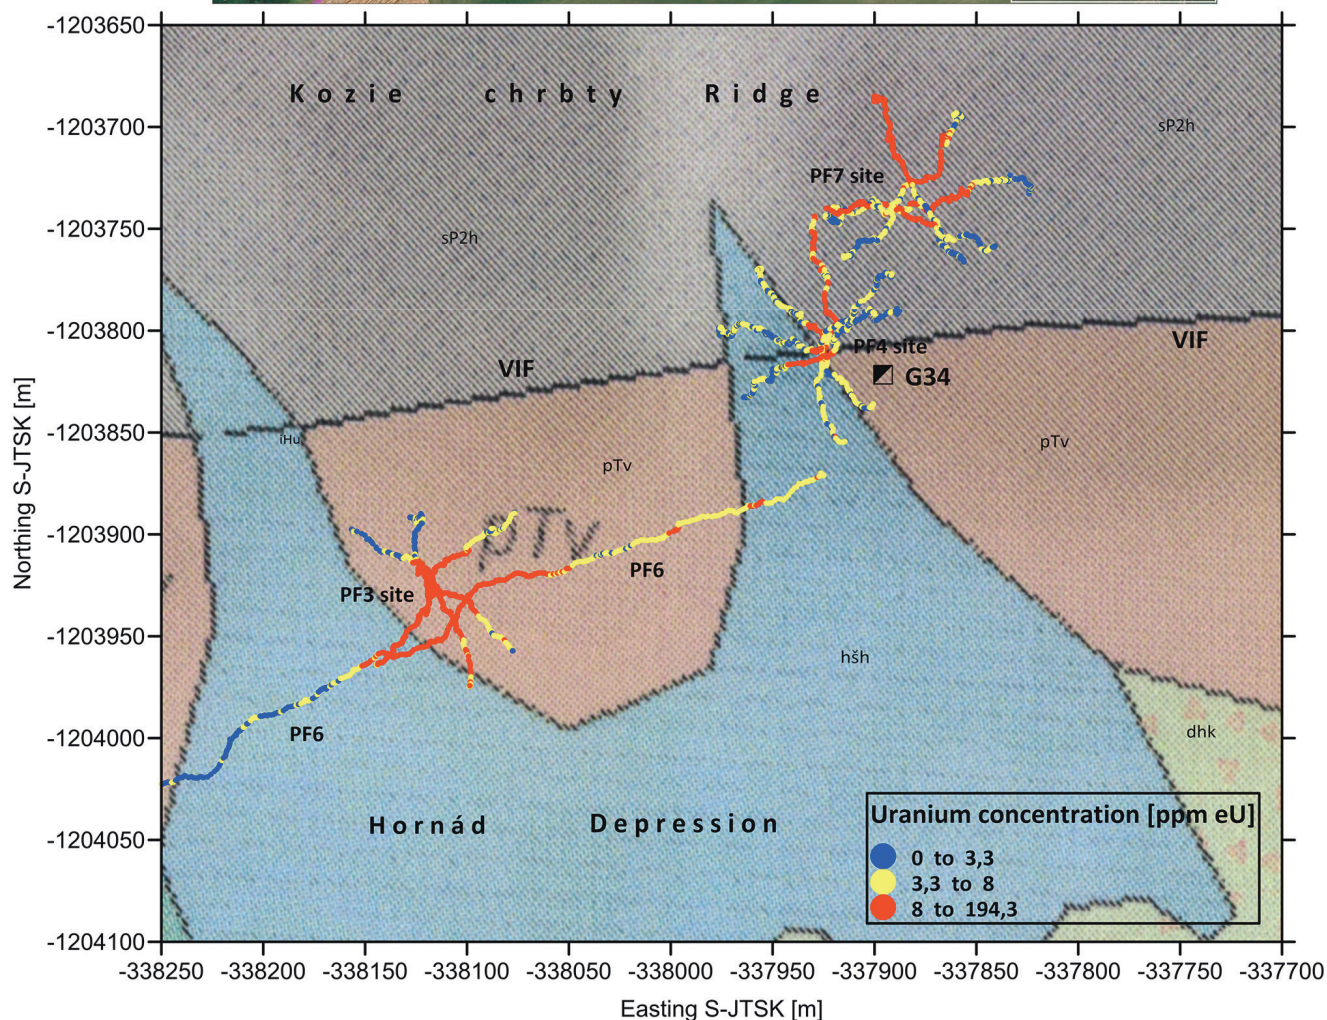 -1203650
Kozie chrbty Ridge
-1203700
sP2h
PF7 site
-1203750
sP2h
-1203800
VIF
PF4 site
VIF
G34
-1203850
iHu
pTv
pTv
-1203900
pTv
PF6
PF3 site
-1203950
hšh
-1204000
PF6
dhk
-1204050
Hornád Depression
Uranium concentration [ppm eU]
0 to 3,3
3,3 to 8
8 to 194,3
-1204100
-338250 -338200 -338150 -338100 -338050 -338000 -337950 -337900 -337850 -337800 -337750 -337700
Easting S-JTSK [m]
Northing S-JTSK [m]